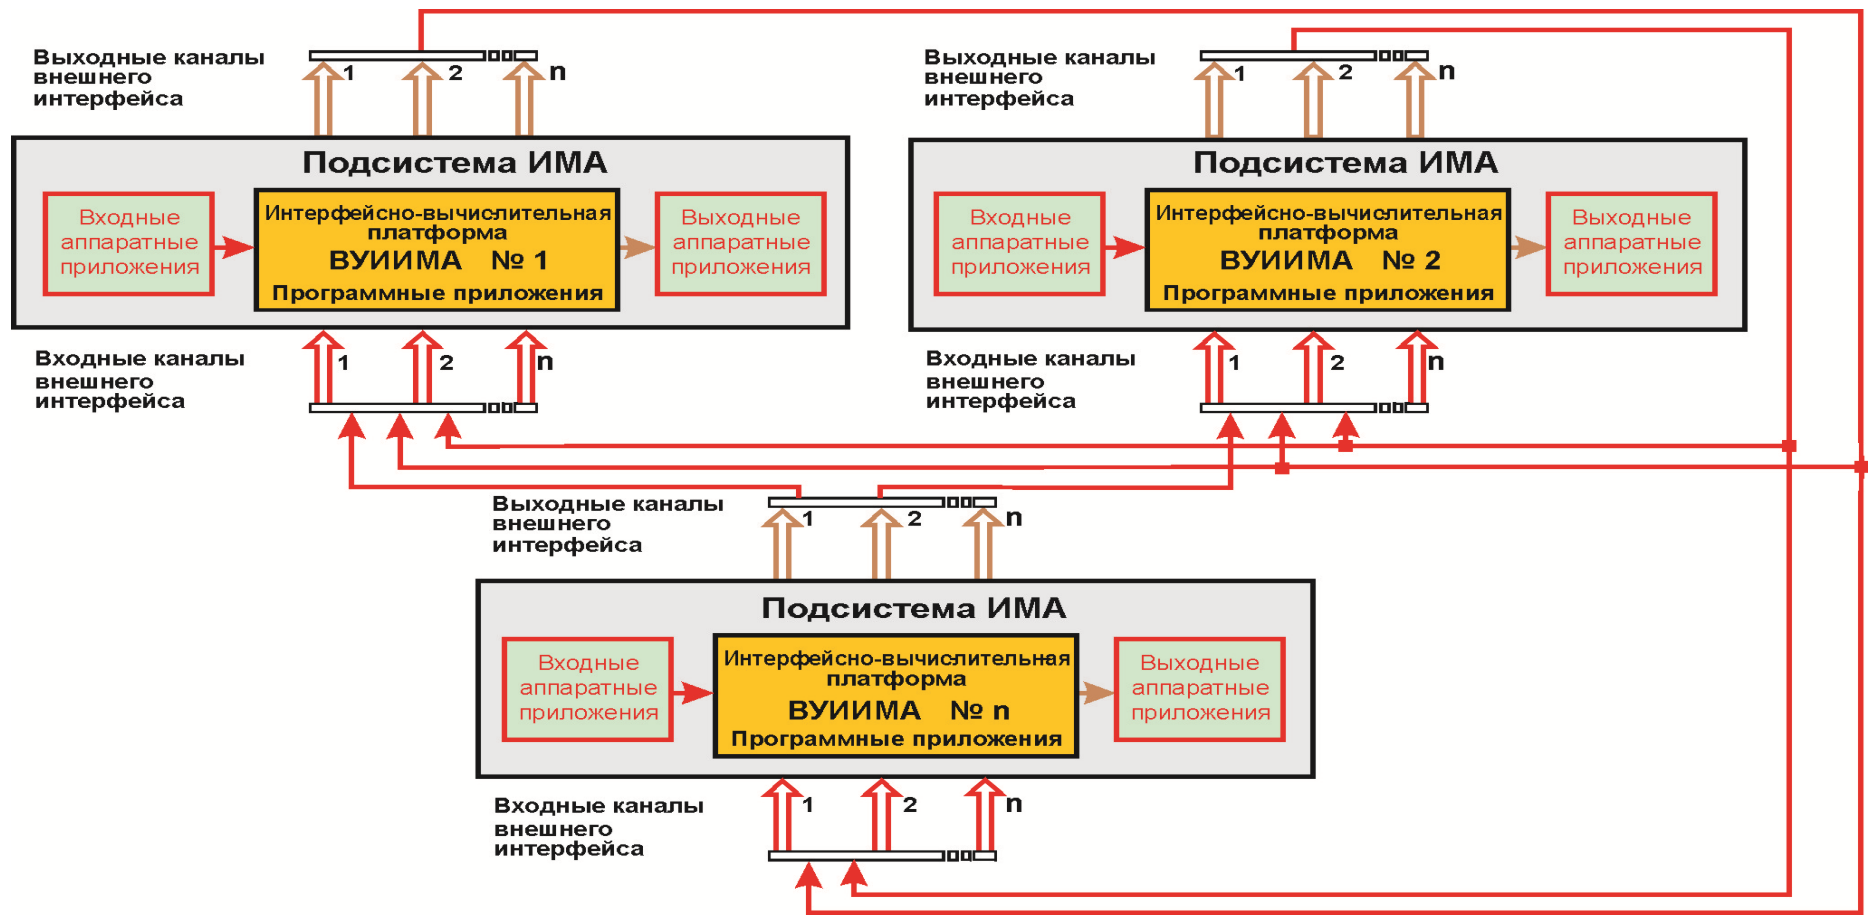 Выходные каналы
внешнего
интерфейса
1
2
n
Подсистема ИМА
Входные
аппаратные
приложения
Интерфейсно-вычислительная
платформа
ВУИИМА № 1
Программные приложения
Выходные
аппаратные
приложения
Входные каналы
внешнего
интерфейса
1
2
n
Выходные каналы
внешнего
интерфейса
1
2
n
Подсистема ИМА
Входные
аппаратные
приложения
Интерфейсно-вычислительная
платформа
ВУИИМА № 2
Программные приложения
Выходные
аппаратные
приложения
Входные каналы
внешнего
интерфейса
1
2
n
Выходные каналы
внешнего
интерфейса
1
2
n
Подсистема ИМА
Входные
аппаратные
приложения
Интерфейсно-вычислительная
платформа
ВУИИМА № n
Программные приложения
Выходные
аппаратные
приложения
Входные каналы
внешнего
интерфейса
1
2
n